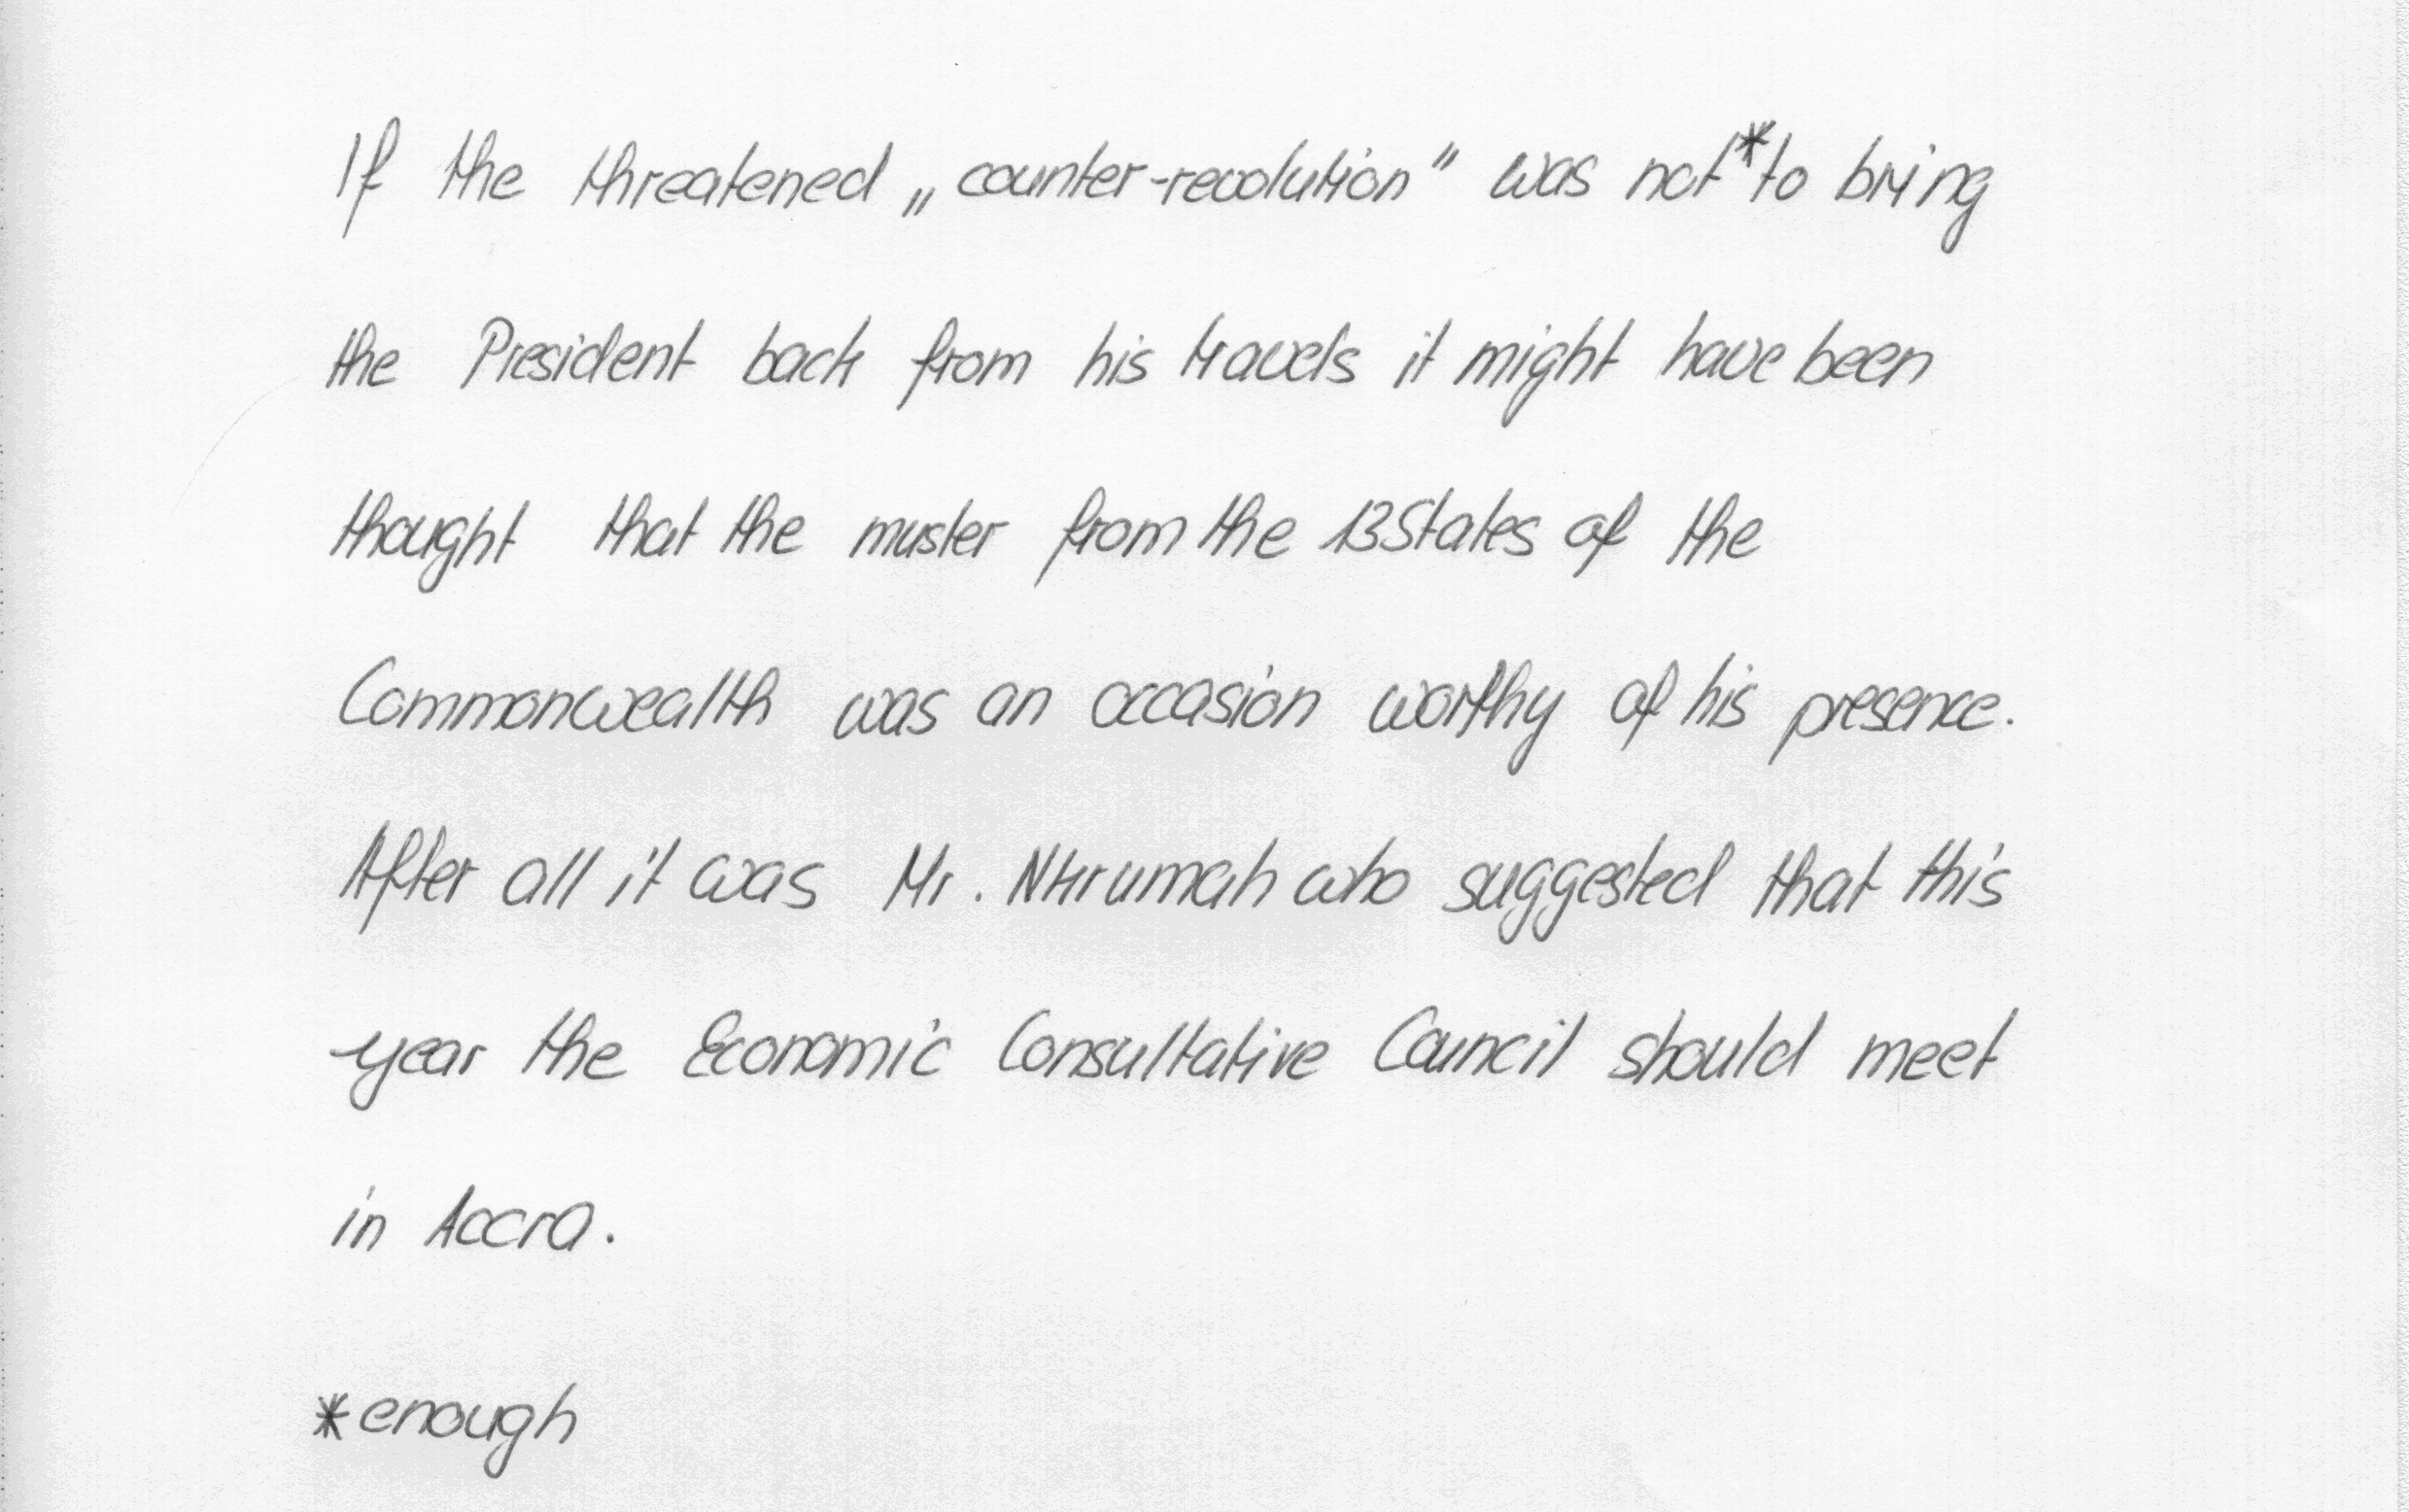 If the threatened „counter-revolution" was not*to bring
the President back from his travels it might have been
thought that the muster from the 13 States of the
Commonwealth was an occasion worthy of his presence.
After all it was Mr. Nkrumah who suggested that this
year the Economic Consultative Council should meet
in Accra.
*enough